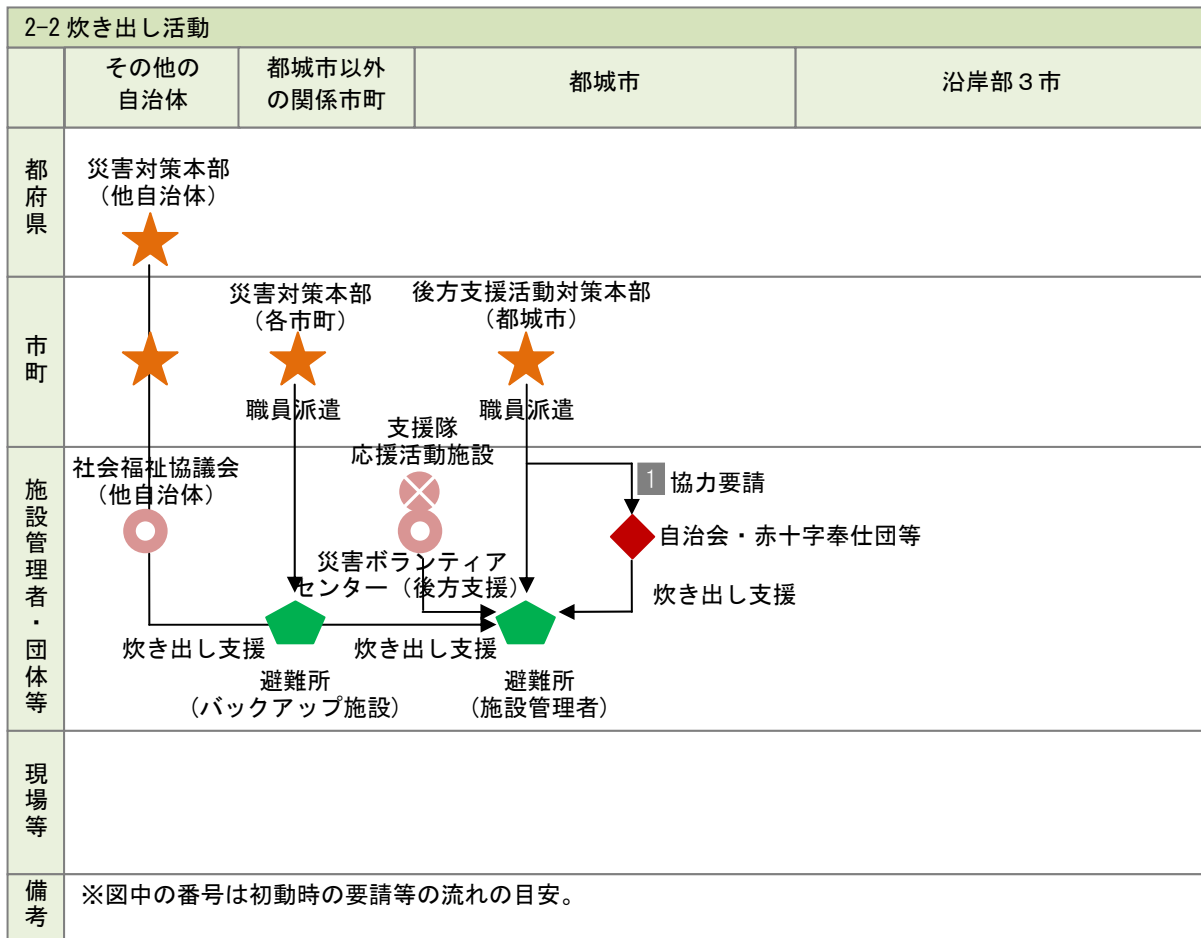 2-2 炊き出し活動
その他の
自治体
都城市以外
の関係市町
都城市
沿岸部3市
都府県
災害対策本部
(他自治体)
市町
災害対策本部
(各市町)
後方支援活動対策本部
(都城市)
職員派遣
職員派遣
施設管理者・団体等
支援隊
応援活動施設
社会福祉協議会
(他自治体)
1 協力要請
自治会・赤十字奉仕団等
災害ボランティア
センター(後方支援)
炊き出し支援
炊き出し支援
炊き出し支援
避難所
(バックアップ施設)
避難所
(施設管理者)
現場等
備考
※図中の番号は初動時の要請等の流れの目安。